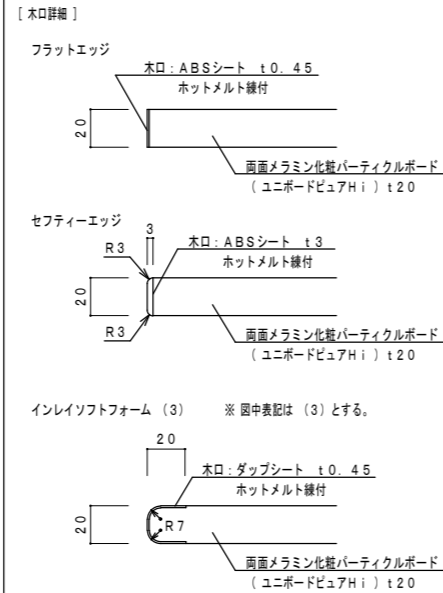 [ 木口詳細 ]
フラットエッジ
木口：ABSシート t0.45
ホットメルト練付
20
両面メラミン化粧パーティクルボード
( ユニボードピュアHi ) t20
セフティーエッジ
3
R3
木口：ABSシート t3
ホットメルト練付
20
R3
両面メラミン化粧パーティクルボード
( ユニボードピュアHi ) t20
インレイソフトフォーム (3) ※ 図中表記は (3) とする。
20
木口：ダップシート t0.45
ホットメルト練付
20
R7
両面メラミン化粧パーティクルボード
( ユニボードピュアHi ) t20